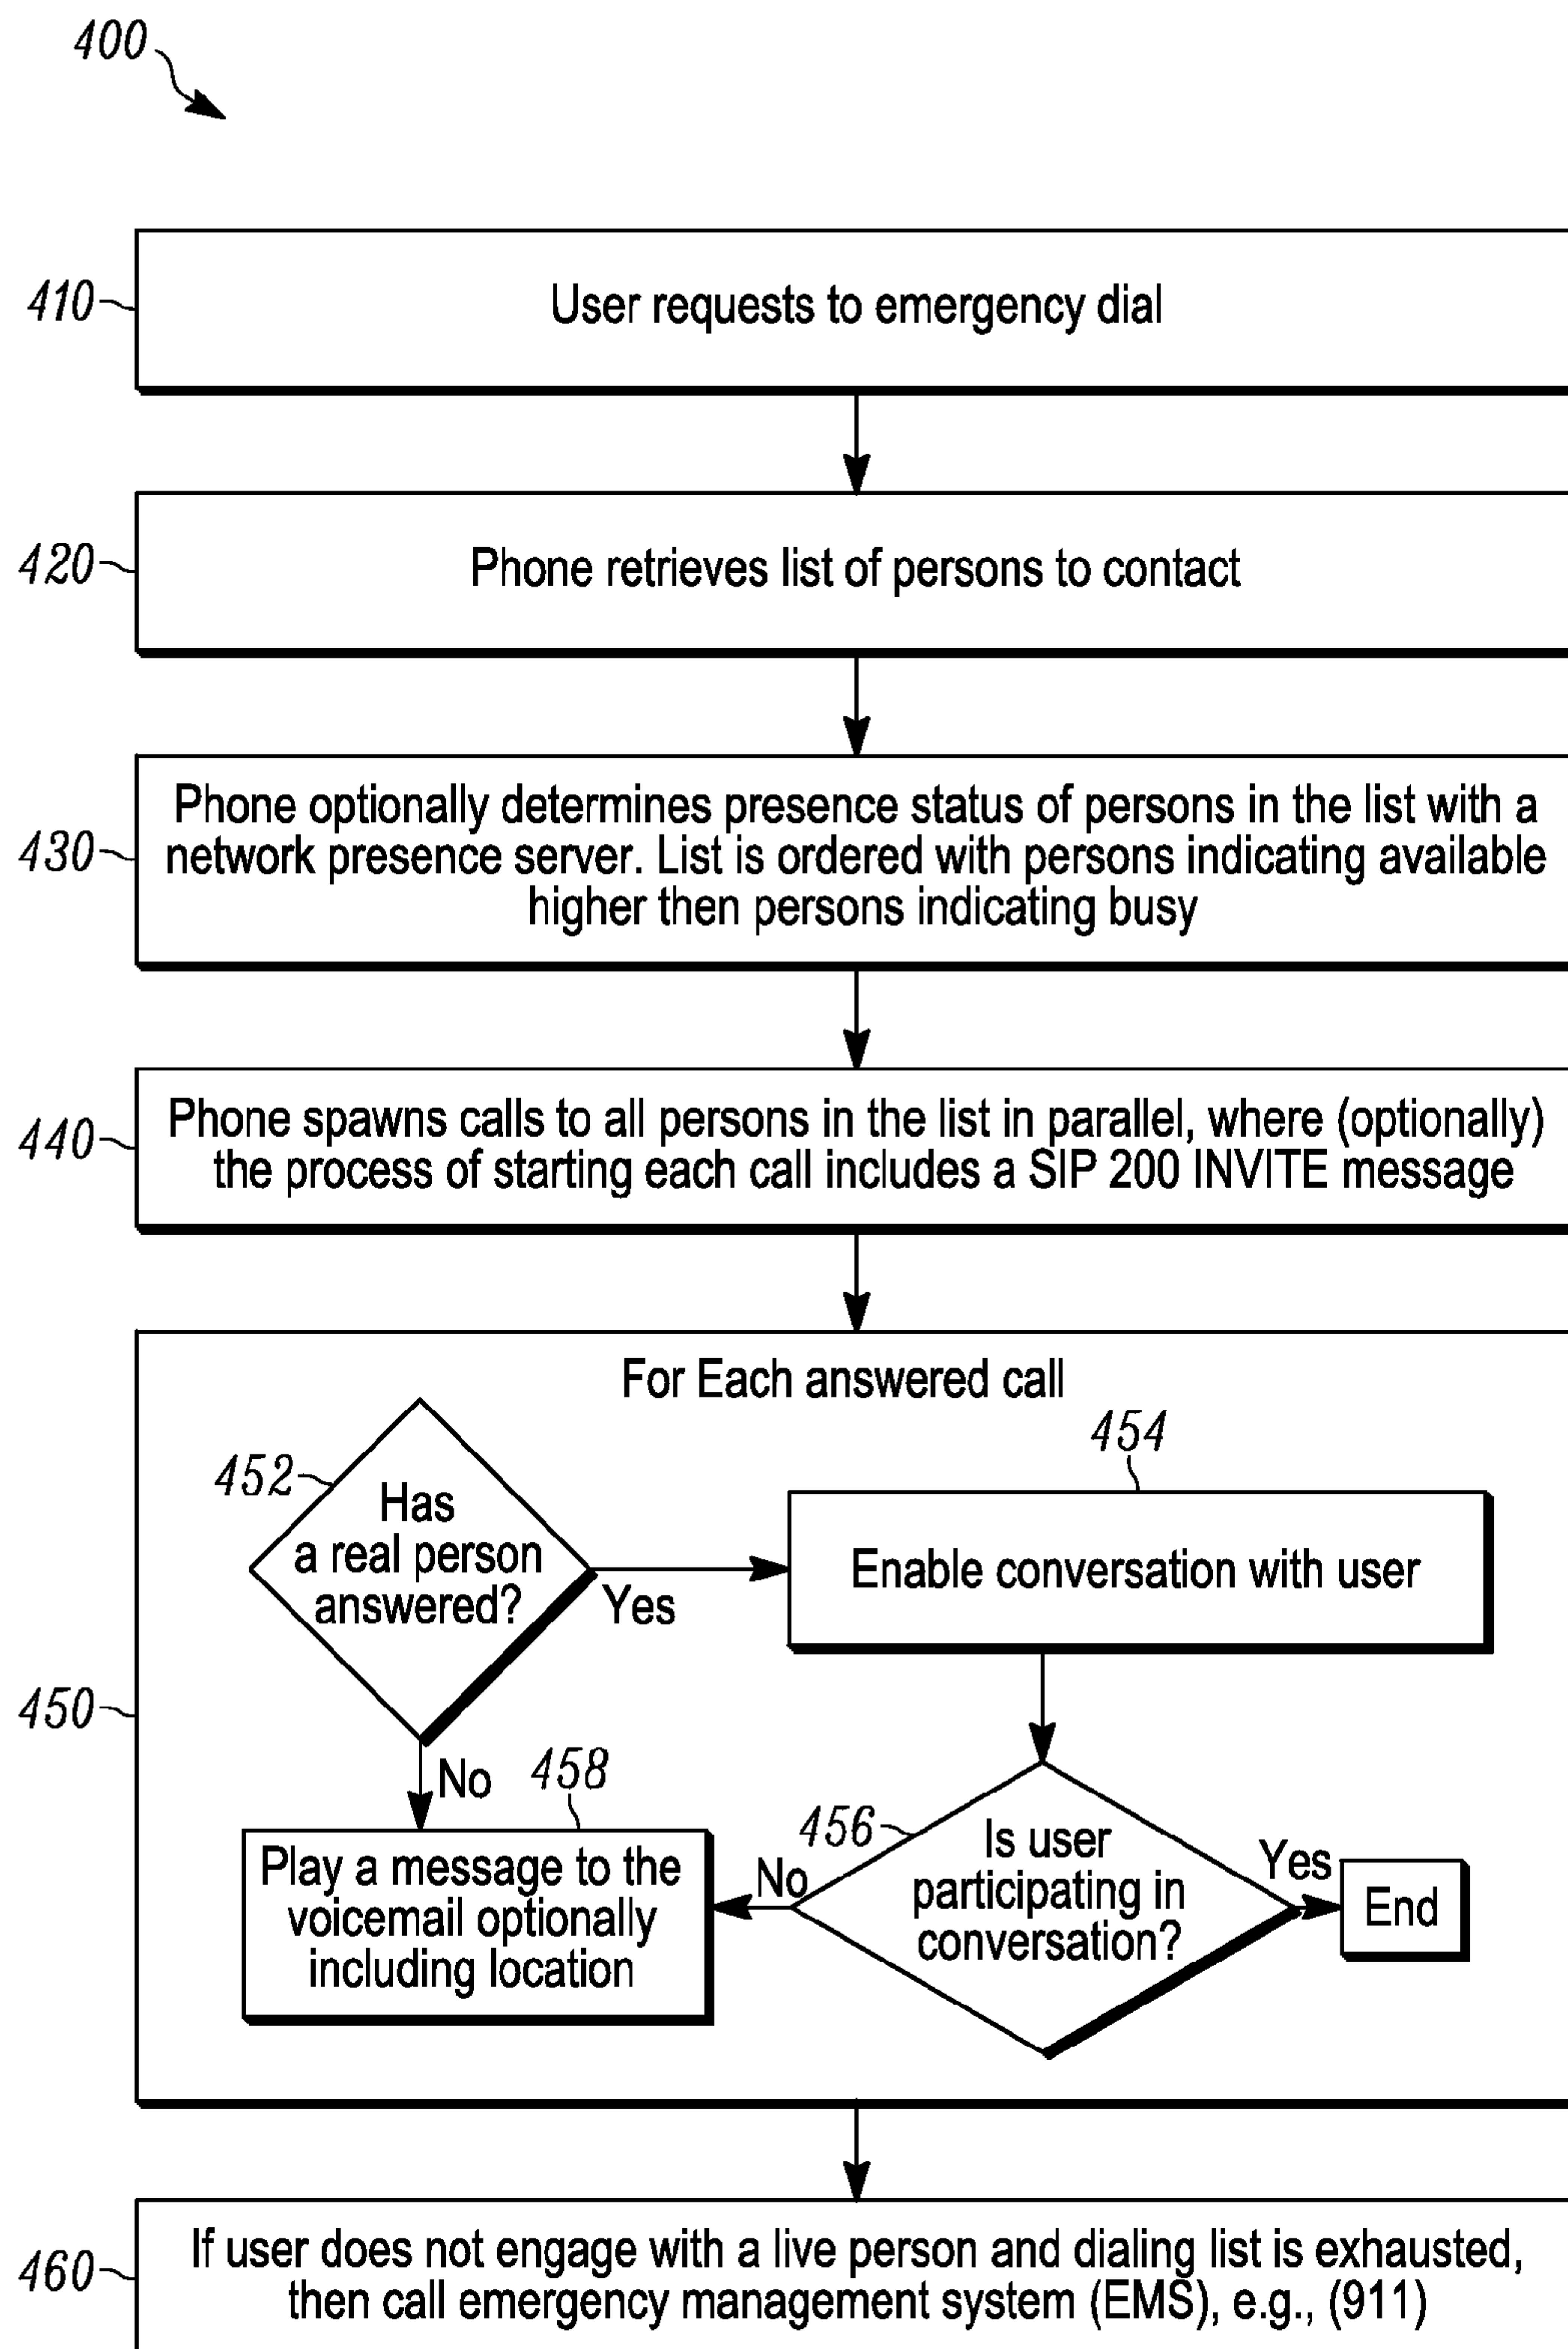 400
410
User requests to emergency dial
420
Phone retrieves list of persons to contact
430
Phone optionally determines presence status of persons in the list with a
network presence server. List is ordered with persons indicating available
higher then persons indicating busy
440
Phone spawns calls to all persons in the list in parallel, where (optionally)
the process of starting each call includes a SIP 200 INVITE message
450
For Each answered call
452
Has
a real person
answered?
Yes
454
Enable conversation with user
No
458
Play a message to the
voicemail optionally
including location
456
Is user
participating in
conversation?
No
Yes
End
460
If user does not engage with a live person and dialing list is exhausted,
then call emergency management system (EMS), e.g., (911)